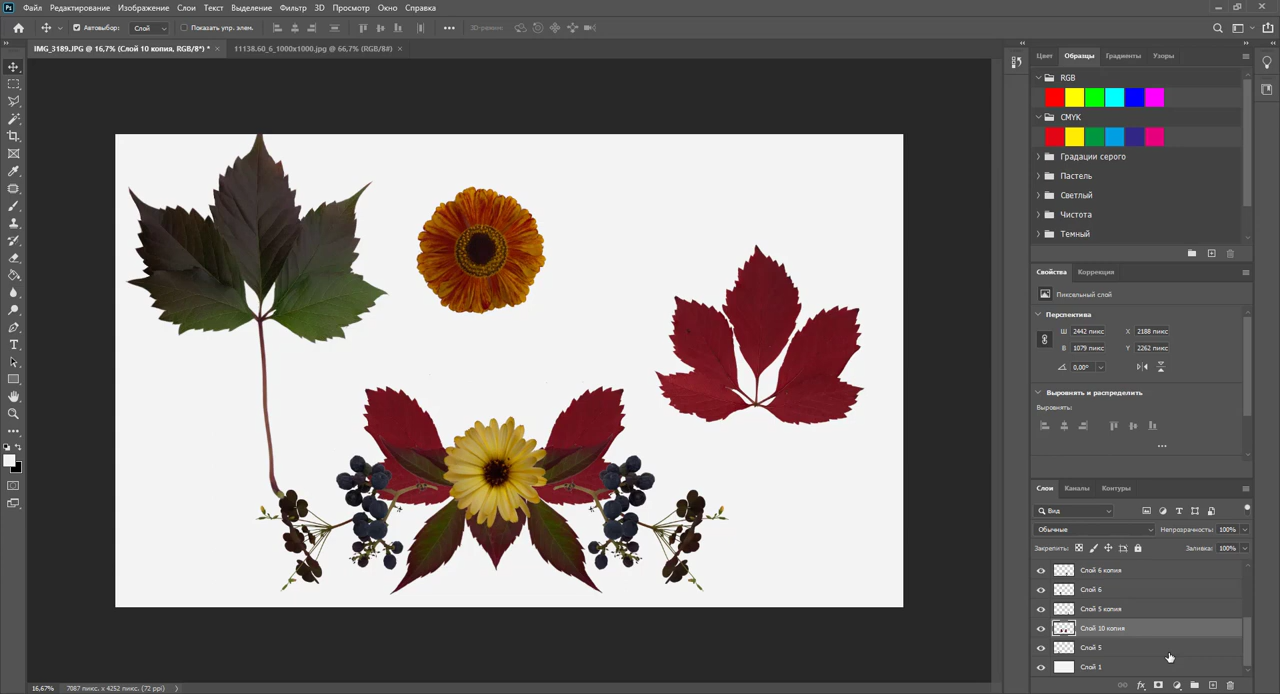 Файл Редактирование Изображение Слои Текст Выделение Фильтр 3D Просмотр Окно Справка
Автовыбор: Слой Показать упр. элем. 3D-режим:
IMG_3189.JPG @ 16,7% (Слой 10 копия, RGB/8*) * × 11138.60_6_1000x1000.jpg @ 66,7% (RGB/8#) ×
Цвет Образцы Градиенты Узоры
RGB
CMYK
Градации серого
Пастель
Светлый
Чистота
Темный
Свойства Коррекция
Пиксельный слой
Перспектива
Ш 2442 пикс X 2188 пикс
В 1079 пикс Y 2262 пикс
0,00°
Выровнять и распределить
Выровнять:
Слои Каналы Контуры
Вид
Обычные Непрозрачность: 100%
Закрепить: Заливка: 100%
Слой 6 копия
Слой 6
Слой 5 копия
Слой 10 копия
Слой 5
Слой 1
16,67% 7087 пикс. x 4252 пикс. (72 ppi)